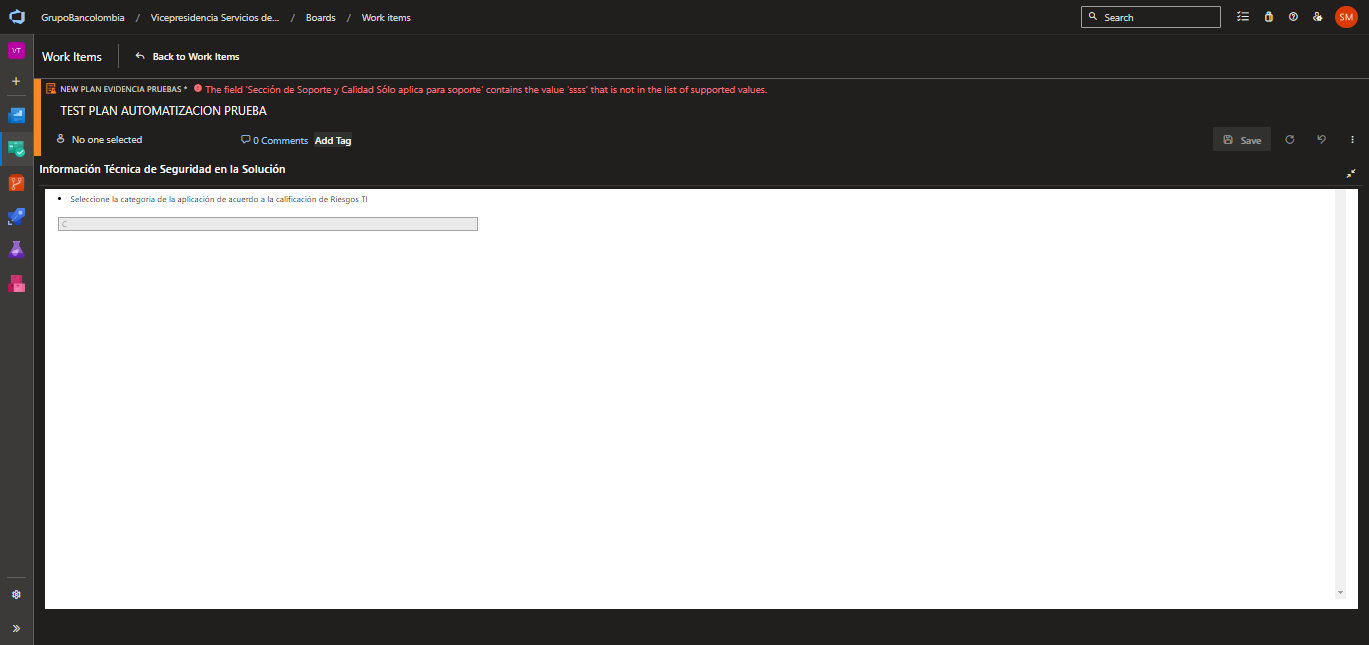 GrupoBancolombia / Vicepresidencia Servicios de... / Boards / Work items
Search
SM
VT
Work Items
Back to Work Items
NEW PLAN EVIDENCIA PRUEBAS * The field 'Sección de Soporte y Calidad Sólo aplica para soporte' contains the value 'ssss' that is not in the list of supported values.
TEST PLAN AUTOMATIZACION PRUEBA
No one selected
0 Comments
Add Tag
Save
Información Técnica de Seguridad en la Solución
• Seleccione la categoría de la aplicación de acuerdo a la calificación de Riesgos TI
C